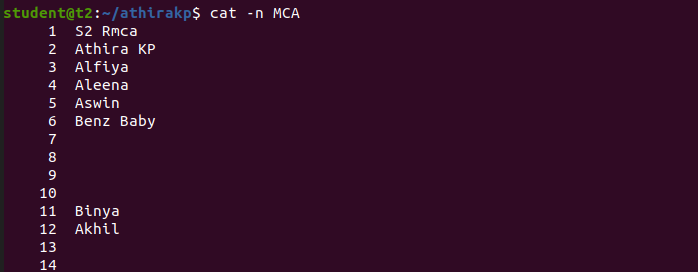 student@t2:~/athirakp$ cat -n MCA
1 S2 Rmca
2 Athira KP
3 Alfiya
4 Aleena
5 Aswin
6 Benz Baby
7
8
9
10
11 Binya
12 Akhil
13
14